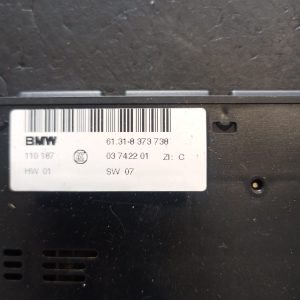 BMW 61.31-8 373 738
110 187 03 7422 01 ZI: C
HW 01 SW 07